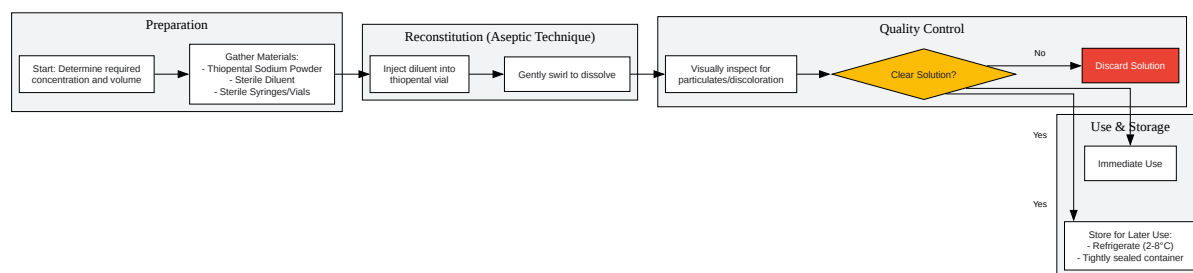 Preparation
Start: Determine required
concentration and volume
Gather Materials:
- Thiopental Sodium Powder
- Sterile Diluent
- Sterile Syringes/Vials
Reconstitution (Aseptic Technique)
Inject diluent into
thiopental vial
Gently swirl to dissolve
Quality Control
Visually inspect for
particulates/discoloration
Clear Solution?
No
Discard Solution
Use & Storage
Yes
Immediate Use
Yes
Store for Later Use:
- Refrigerate (2-8°C)
- Tightly sealed container